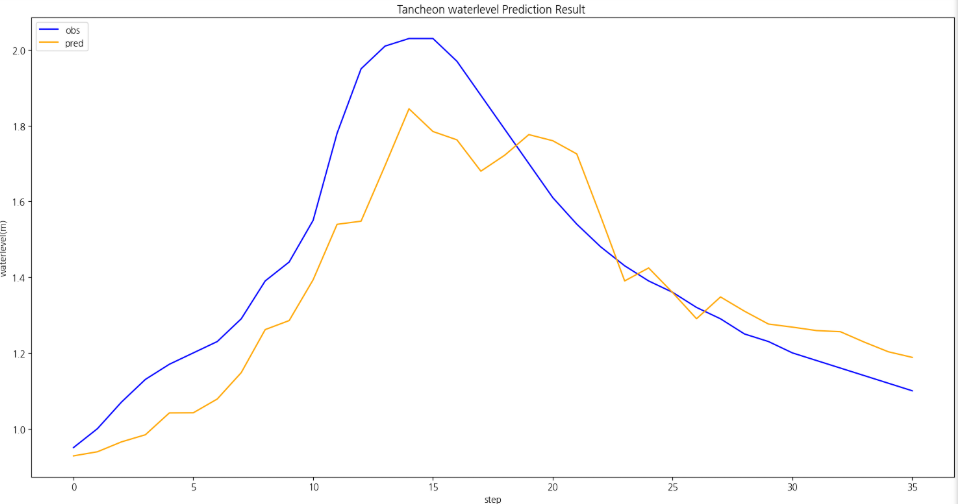 Tancheon waterlevel Prediction Result
obs
pred
waterlevel(m)
2.0
1.8
1.6
1.4
1.2
1.0
0 5 10 15 20 25 30 35
step